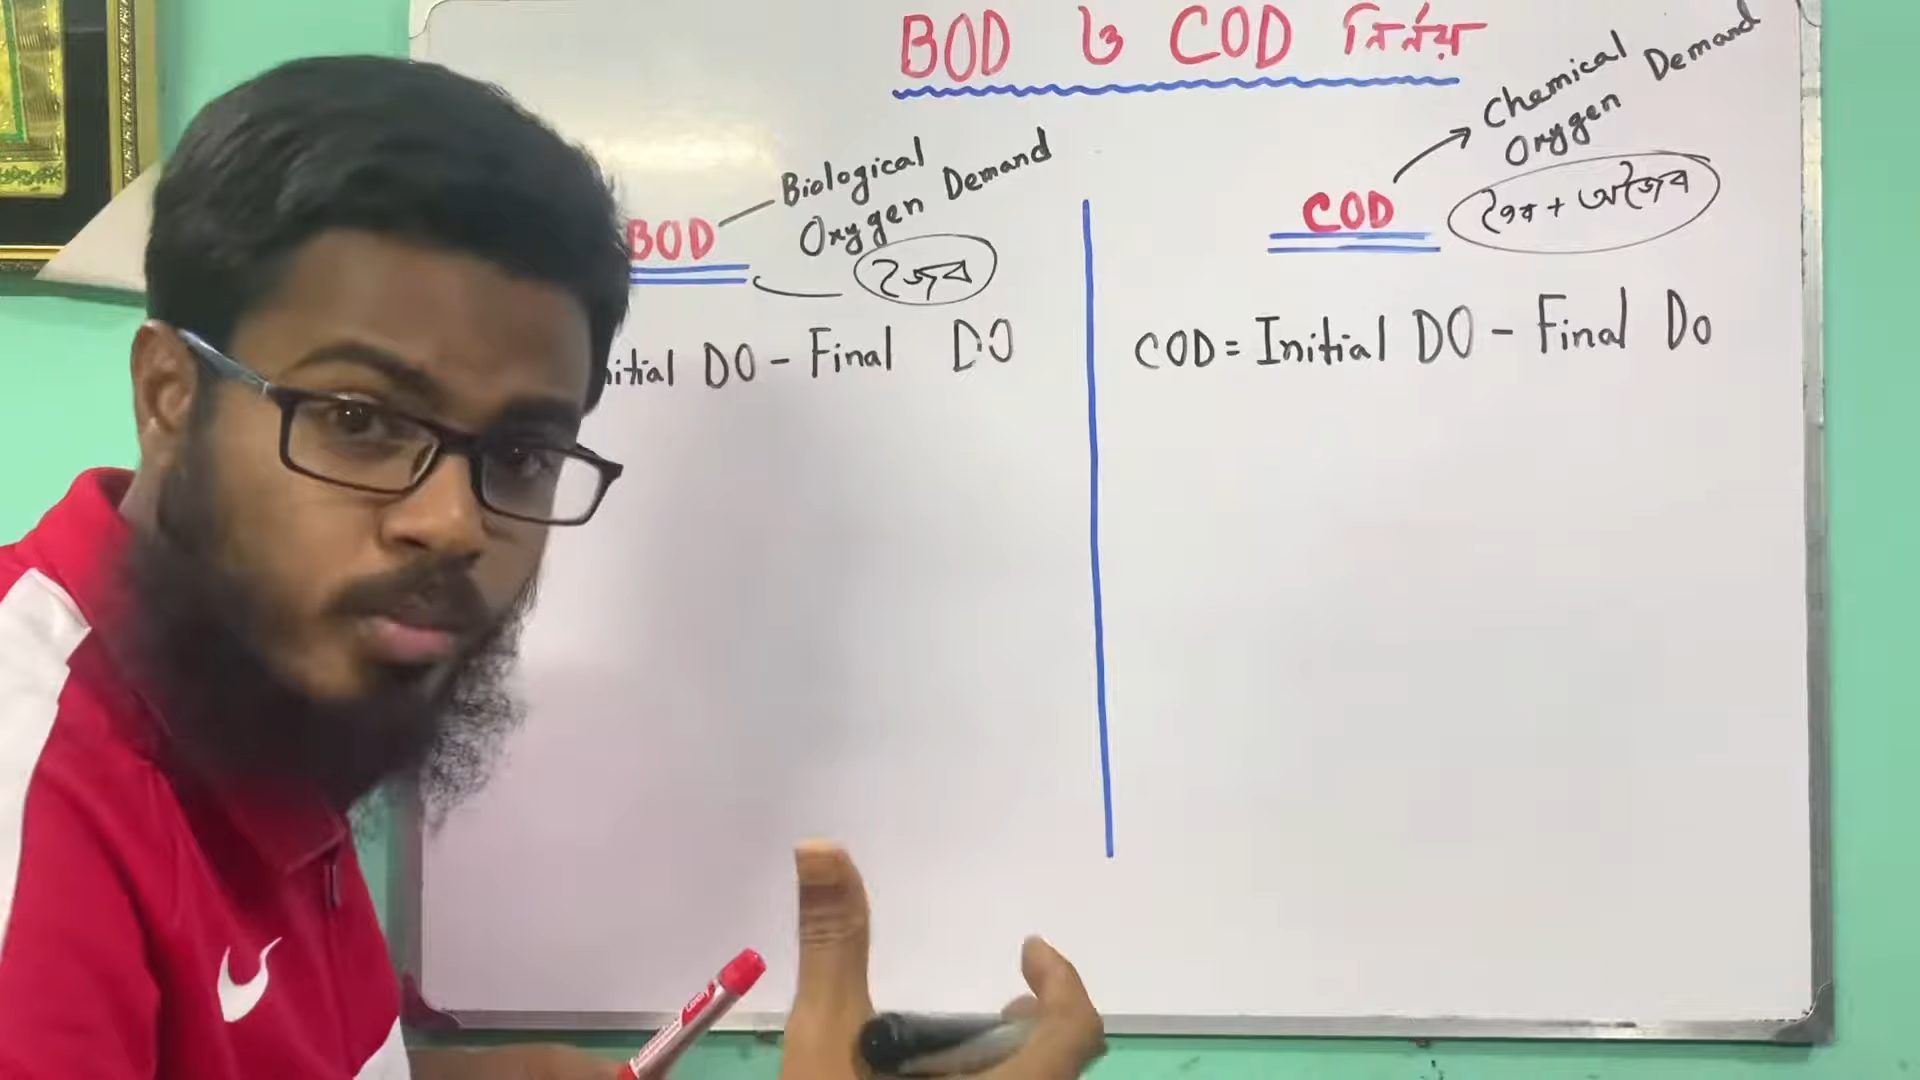 BOD ও COD নির্নয়
BOD
Biological
Oxygen Demand
জৈব
nitial DO - Final DO
COD
Chemical
Oxygen Demand
জৈব + অজৈব
COD = Initial DO - Final Do